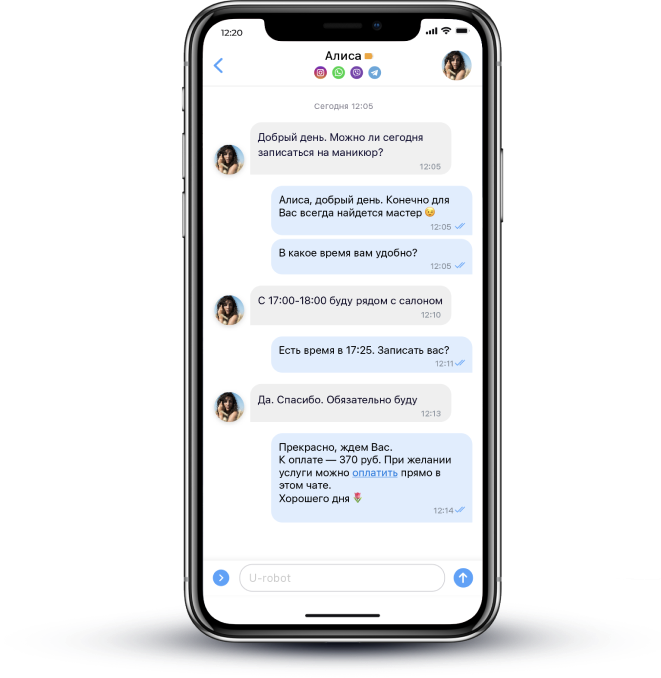 12:20
Алиса
Сегодня 12:05
Добрый день. Можно ли сегодня
записаться на маникюр?
12:05
Алиса, добрый день. Конечно для
Вас всегда найдется мастер 😉
12:05
В какое время вам удобно?
12:05
С 17:00-18:00 буду рядом с салоном
12:10
Есть время в 17:25. Записать вас?
12:11
Да. Спасибо. Обязательно буду
12:13
Прекрасно, ждем Вас.
К оплате — 370 руб. При желании
услуги можно оплатить прямо в
этом чате.
Хорошего дня 🌷
12:14
U-robot